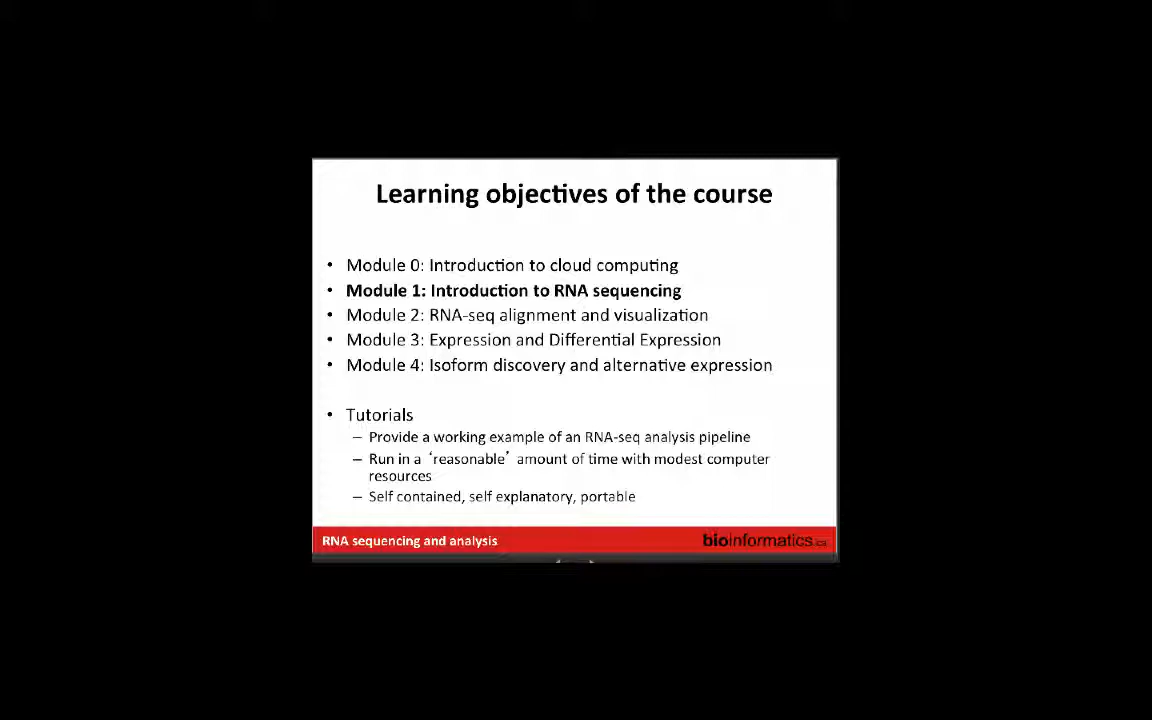 Learning objectives of the course
• Module 0: Introduction to cloud computing
• Module 1: Introduction to RNA sequencing
• Module 2: RNA-seq alignment and visualization
• Module 3: Expression and Differential Expression
• Module 4: Isoform discovery and alternative expression
• Tutorials
– Provide a working example of an RNA-seq analysis pipeline
– Run in a ‘reasonable’ amount of time with modest computer
resources
– Self contained, self explanatory, portable
RNA sequencing and analysis
bioinformatics.ca